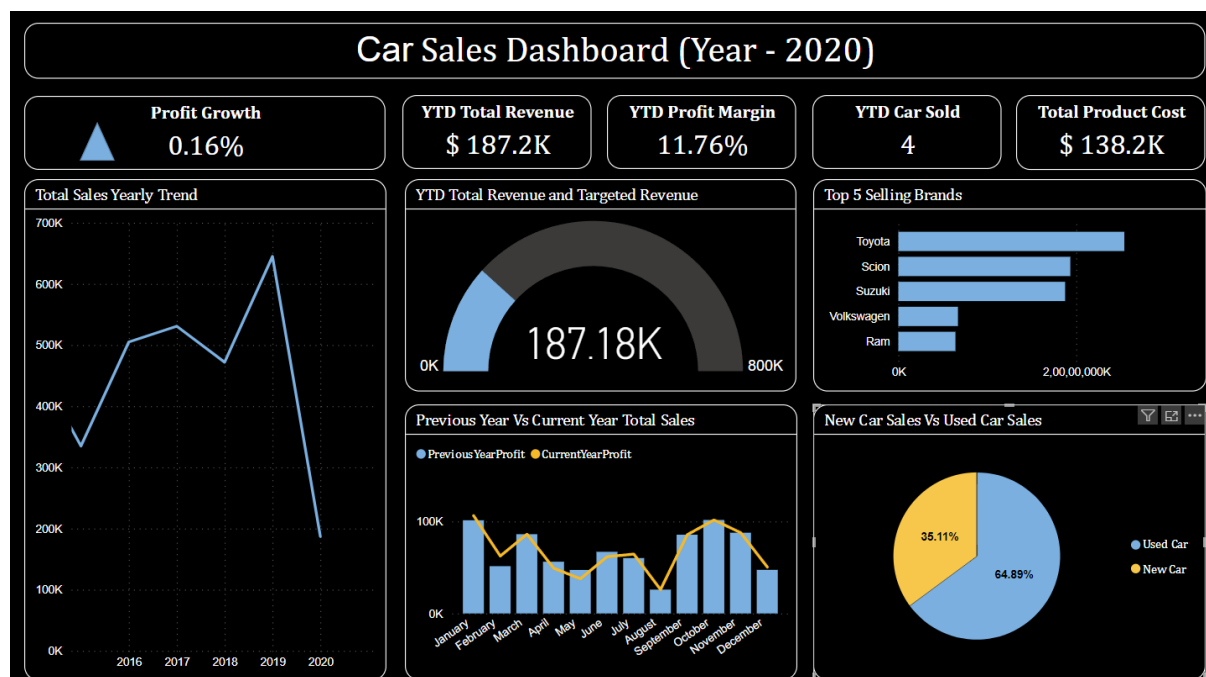 Car Sales Dashboard (Year - 2020)
Profit Growth
0.16%
YTD Total Revenue
$ 187.2K
YTD Profit Margin
11.76%
YTD Car Sold
4
Total Product Cost
$ 138.2K
Total Sales Yearly Trend
700K
600K
500K
400K
300K
200K
100K
0K
2016 2017 2018 2019 2020
YTD Total Revenue and Targeted Revenue
187.18K
0K 800K
Top 5 Selling Brands
Toyota
Scion
Suzuki
Volkswagen
Ram
0K 2,00,00,000K
Previous Year Vs Current Year Total Sales
PreviousYearProfit CurrentYearProfit
100K
0K
January February March April May June July August September October November December
New Car Sales Vs Used Car Sales
35.11%
64.89%
Used Car
New Car